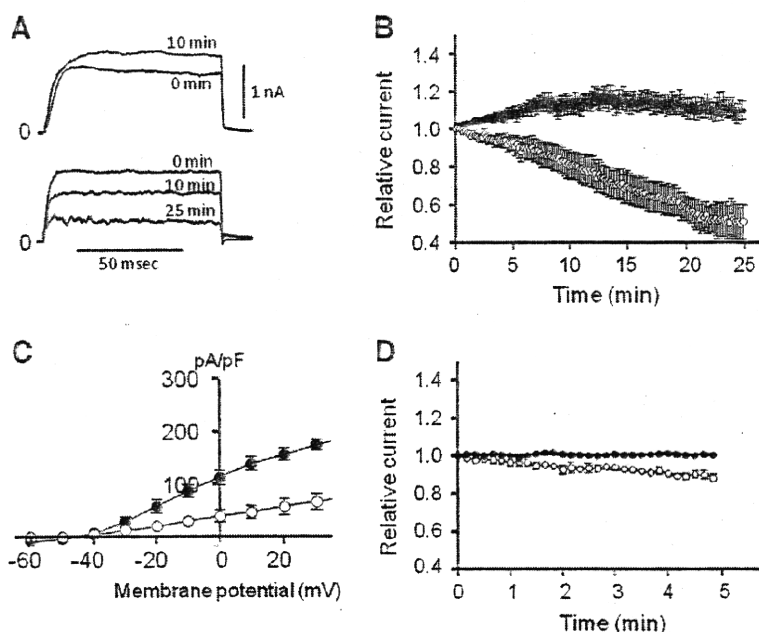 A
10 min
0 min
1 nA
0
0 min
10 min
25 min
0
50 msec
B
Relative current
1.4
1.2
1.0
0.8
0.6
0.4
0 5 10 15 20 25
Time (min)
C
pA/pF
300
200
100
-60 -40 -20 0 20
Membrane potential (mV)
D
Relative current
1.4
1.2
1.0
0.8
0.6
0.4
0 1 2 3 4 5
Time (min)